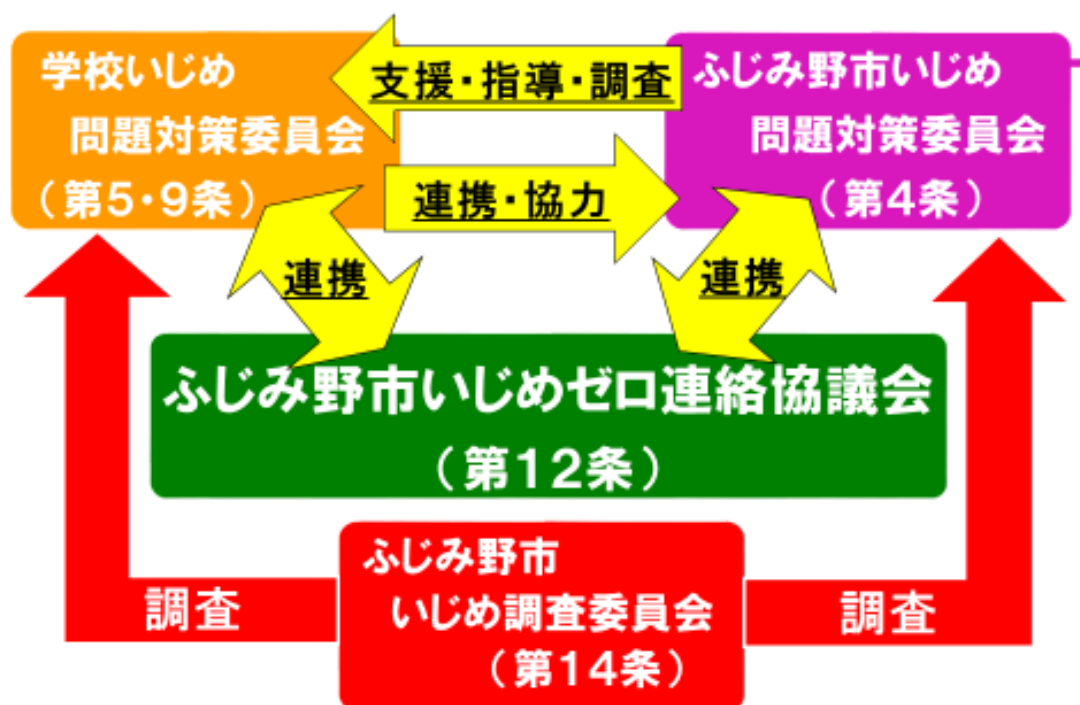 学校いじめ
問題対策委員会
（第5・9条）
支援・指導・調査
連携・協力
ふじみ野市いじめ
問題対策委員会
（第4条）
連携
連携
ふじみ野市いじめゼロ連絡協議会
（第12条）
調査
ふじみ野市
いじめ調査委員会
（第14条）
調査